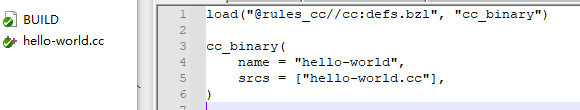 BUILD
hello-world.cc
1 load("@rules_cc//cc:defs.bzl", "cc_binary")
2
3 cc_binary(
4 name = "hello-world",
5 srcs = ["hello-world.cc"],
6 )
7